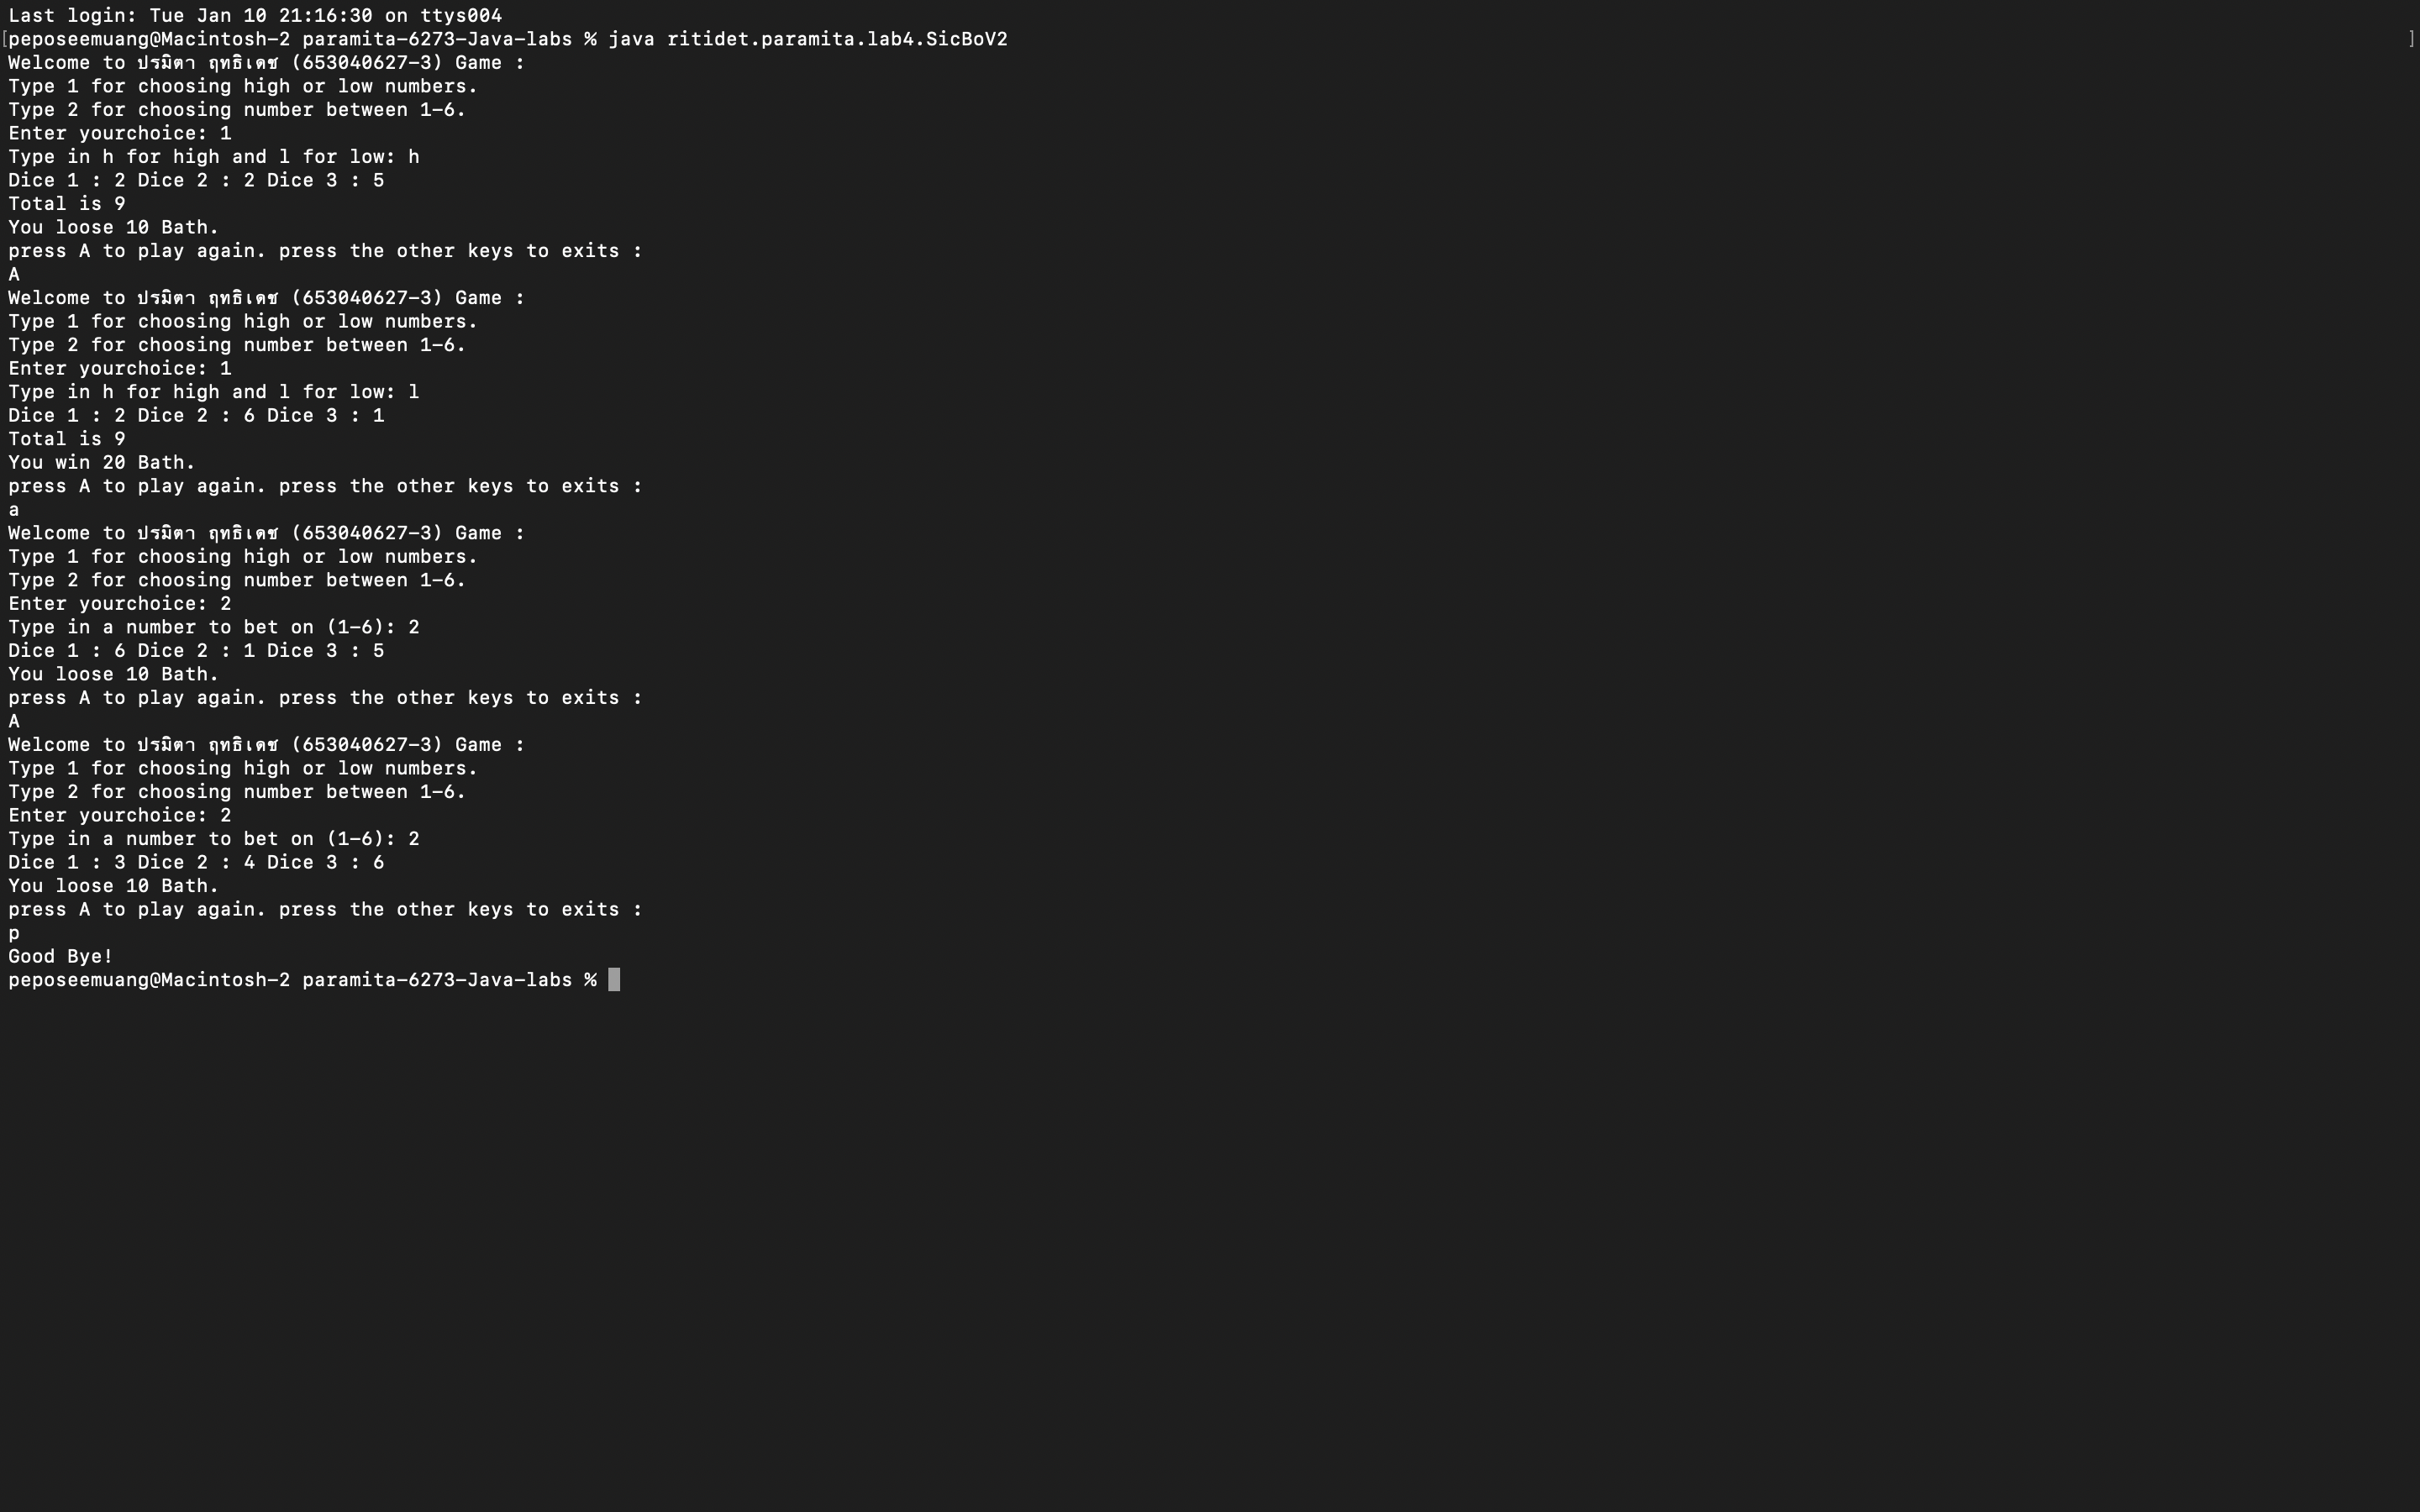 Last login: Tue Jan 10 21:16:30 on ttys004
[peposeemuang@Macintosh-2 paramita-6273-Java-labs % java ritidet.paramita.lab4.SicBoV2 ]
Welcome to ปรมิตา ฤทธิเดช (653040627-3) Game :
Type 1 for choosing high or low numbers.
Type 2 for choosing number between 1-6.
Enter yourchoice: 1
Type in h for high and l for low: h
Dice 1 : 2 Dice 2 : 2 Dice 3 : 5
Total is 9
You loose 10 Bath.
press A to play again. press the other keys to exits :
A
Welcome to ปรมิตา ฤทธิเดช (653040627-3) Game :
Type 1 for choosing high or low numbers.
Type 2 for choosing number between 1-6.
Enter yourchoice: 1
Type in h for high and l for low: l
Dice 1 : 2 Dice 2 : 6 Dice 3 : 1
Total is 9
You win 20 Bath.
press A to play again. press the other keys to exits :
a
Welcome to ปรมิตา ฤทธิเดช (653040627-3) Game :
Type 1 for choosing high or low numbers.
Type 2 for choosing number between 1-6.
Enter yourchoice: 2
Type in a number to bet on (1-6): 2
Dice 1 : 6 Dice 2 : 1 Dice 3 : 5
You loose 10 Bath.
press A to play again. press the other keys to exits :
A
Welcome to ปรมิตา ฤทธิเดช (653040627-3) Game :
Type 1 for choosing high or low numbers.
Type 2 for choosing number between 1-6.
Enter yourchoice: 2
Type in a number to bet on (1-6): 2
Dice 1 : 3 Dice 2 : 4 Dice 3 : 6
You loose 10 Bath.
press A to play again. press the other keys to exits :
p
Good Bye!
peposeemuang@Macintosh-2 paramita-6273-Java-labs %